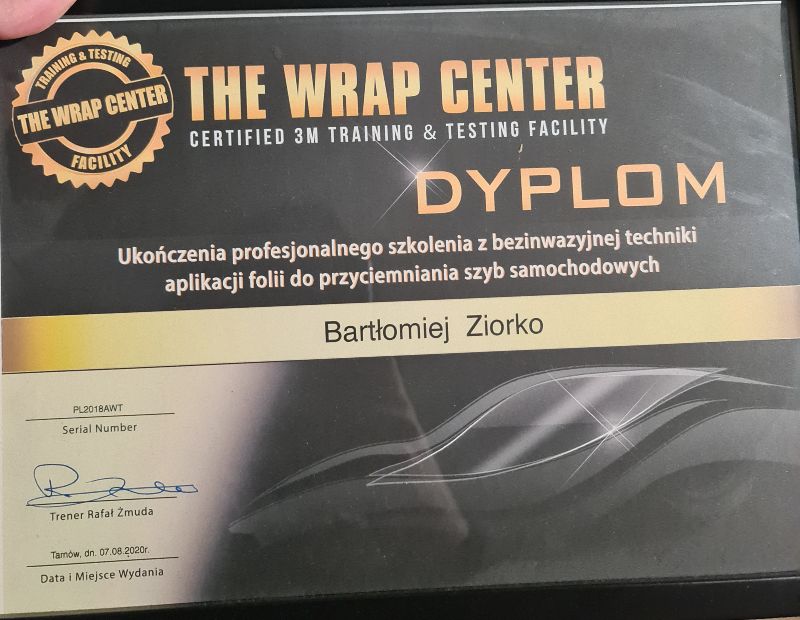 TRAINING & TESTING
THE WRAP CENTER
FACILITY
THE WRAP CENTER
CERTIFIED 3M TRAINING & TESTING FACILITY
DYPLOM
Ukończenia profesjonalnego szkolenia z bezinwazyjnej techniki
aplikacji folii do przyciemniania szyb samochodowych
Bartłomiej Ziorko
PL2018AWT
Serial Number
Trener Rafał Żmuda
Tarnów, dn. 07.08.2020r.
Data i Miejsce Wydania